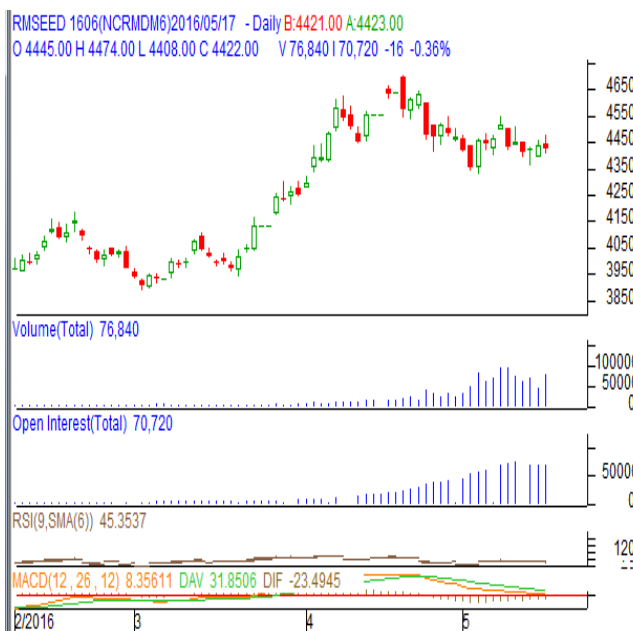 RMSEED 1606(NCRMDM6)2016/05/17 - Daily B:4421.00 A:4423.00
O 4445.00 H 4474.00 L 4408.00 C 4422.00 V 76,840 I 70,720 -16 -0.36%
4650
4550
4450
4350
4250
4150
4050
3950
3850
Volume(Total) 76,840
100000
50000
0
Open Interest(Total) 70,720
50000
0
RSI(9,SMA(6)) 45.3537
120
MACD(12 , 26 , 12) 8.35611 DAV 31.8506 DIF -23.4945
2/2016 3 4 5